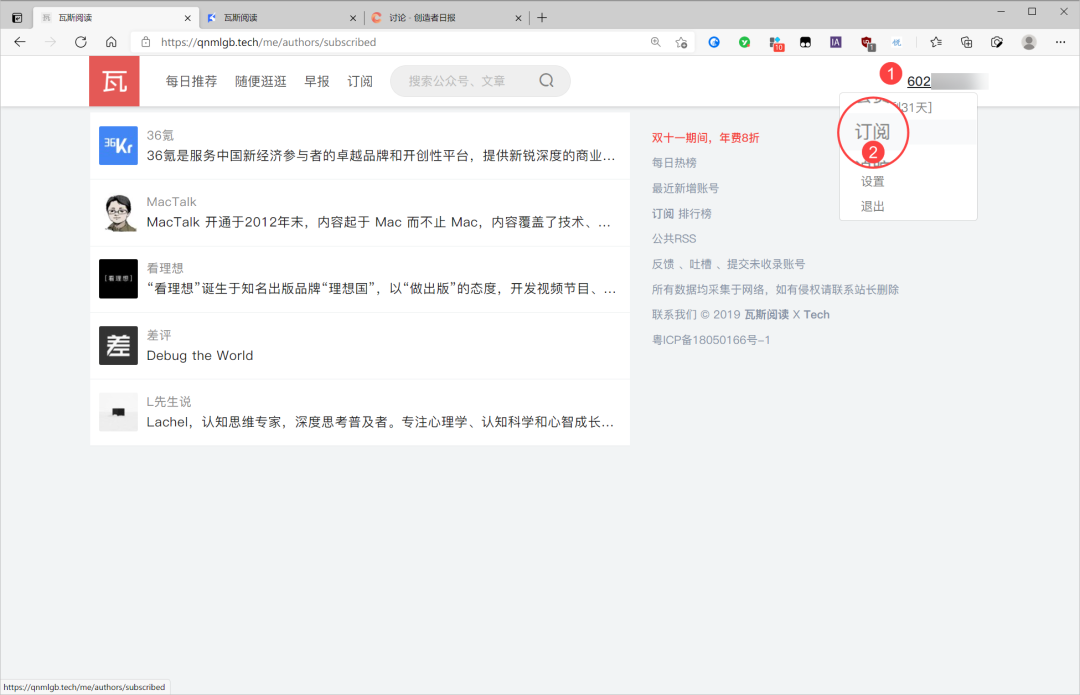 瓦斯阅读
瓦斯阅读
讨论 - 创造者日报
https://qnmlgb.tech/me/authors/subscribed
10
IA
1
瓦
每日推荐
随便逛逛
早报
订阅
搜索公众号、文章
1
602
31天]
订阅
2
设置
退出
36Kr
36氪
36氪是服务中国新经济参与者的卓越品牌和开创性平台，提供新锐深度的商业…
MacTalk
MacTalk 开通于2012年末，内容起于 Mac 而不止 Mac，内容覆盖了技术、…
[看理想]
看理想
“看理想”诞生于知名出版品牌“理想国”，以“做出版”的态度，开发视频节目、…
差
差评
Debug the World
L先生说
Lachel，认知思维专家，深度思考普及者。专注心理学、认知科学和心智成长…
双十一期间，年费8折
每日热榜
最近新增账号
订阅 排行榜
公共RSS
反馈 、吐槽 、提交未收录账号
所有数据均采集于网络，如有侵权请联系站长删除
联系我们 © 2019 瓦斯阅读 X Tech
粤ICP备18050166号-1
https://qnmlgb.tech/me/authors/subscribed